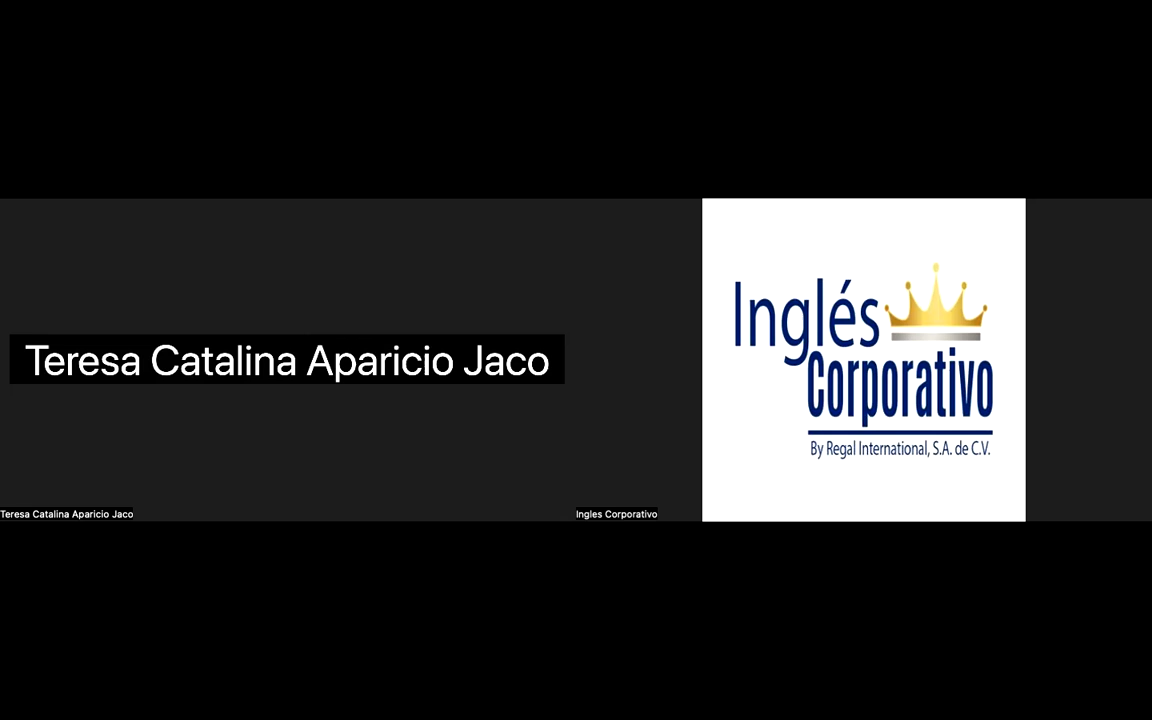 Teresa Catalina Aparicio Jaco
Teresa Catalina Aparicio Jaco
Inglés
Corporativo
By Regal International, S.A. de C.V.
Ingles Corporativo